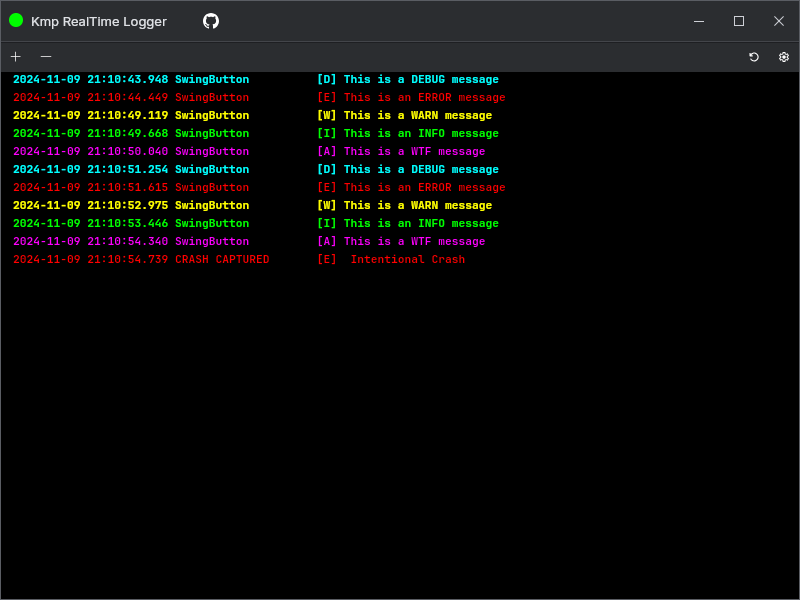 Kmp RealTime Logger
2024-11-09 21:10:43.948 SwingButton [D] This is a DEBUG message
2024-11-09 21:10:44.449 SwingButton [E] This is an ERROR message
2024-11-09 21:10:49.119 SwingButton [W] This is a WARN message
2024-11-09 21:10:49.668 SwingButton [I] This is an INFO message
2024-11-09 21:10:50.040 SwingButton [A] This is a WTF message
2024-11-09 21:10:51.254 SwingButton [D] This is a DEBUG message
2024-11-09 21:10:51.615 SwingButton [E] This is an ERROR message
2024-11-09 21:10:52.975 SwingButton [W] This is a WARN message
2024-11-09 21:10:53.446 SwingButton [I] This is an INFO message
2024-11-09 21:10:54.340 SwingButton [A] This is a WTF message
2024-11-09 21:10:54.739 CRASH CAPTURED [E] Intentional Crash